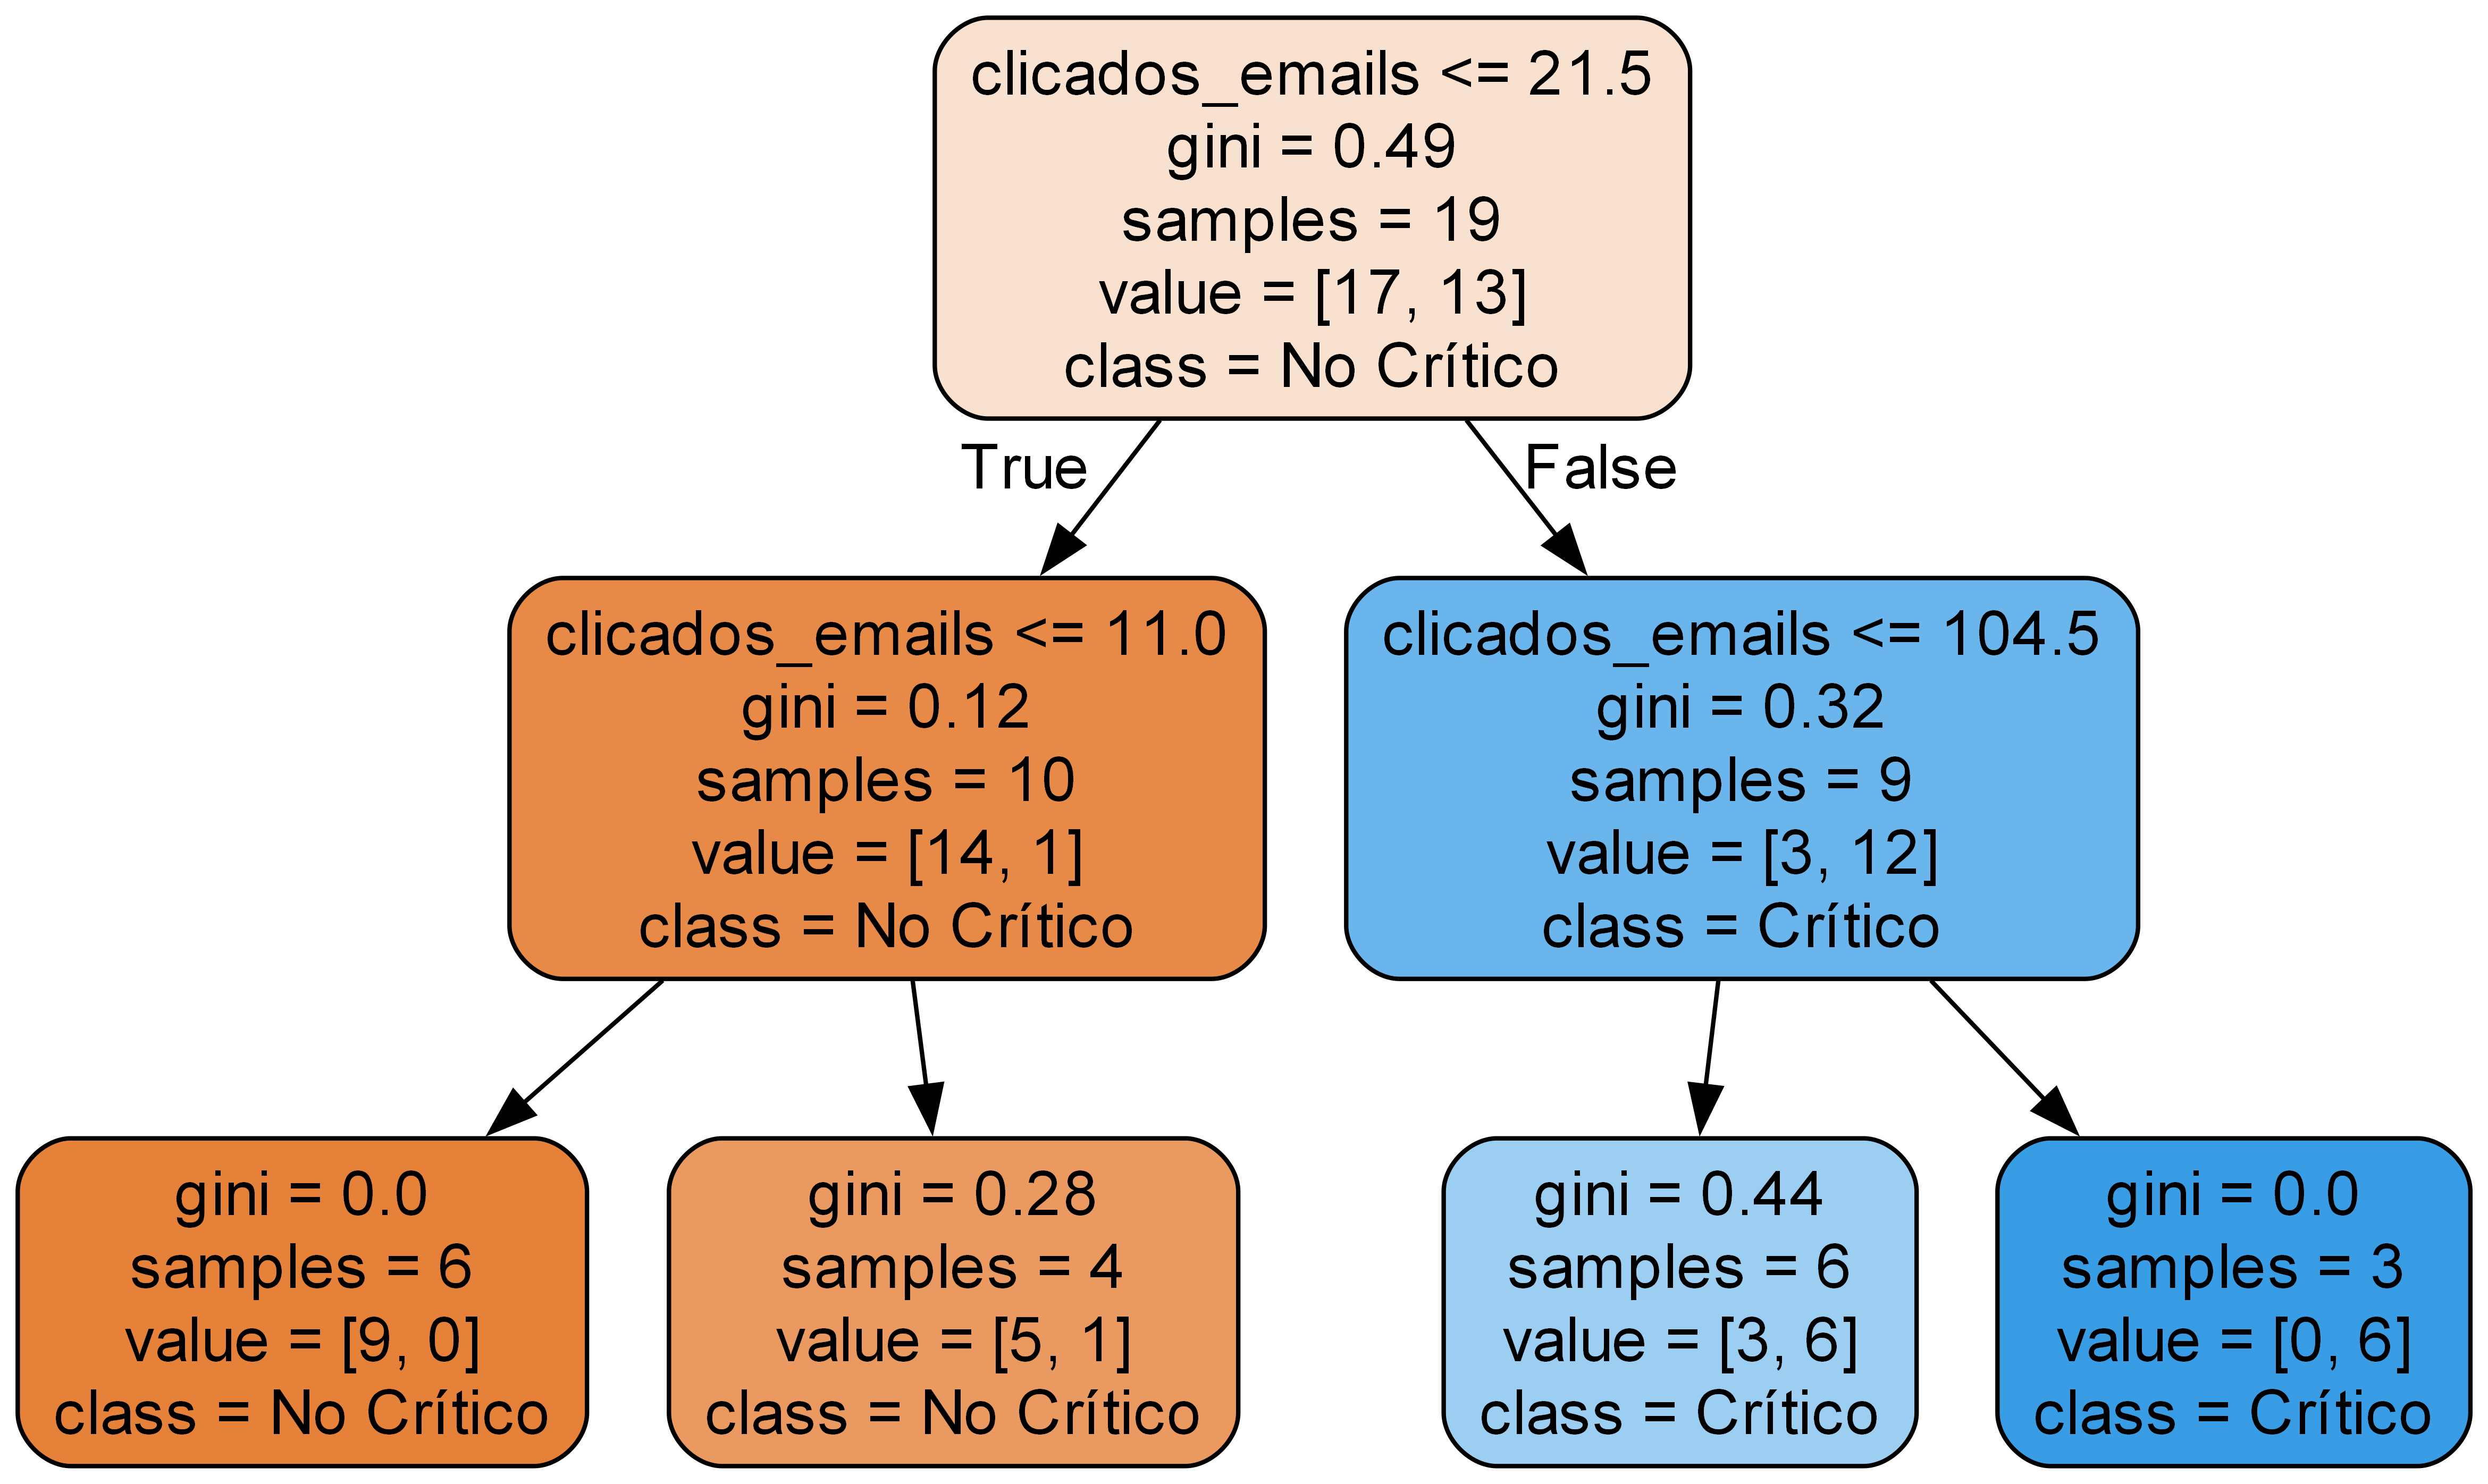 clicados_emails <= 21.5
gini = 0.49
samples = 19
value = [17, 13]
class = No Crítico
True
False
clicados_emails <= 11.0
gini = 0.12
samples = 10
value = [14, 1]
class = No Crítico
clicados_emails <= 104.5
gini = 0.32
samples = 9
value = [3, 12]
class = Crítico
gini = 0.0
samples = 6
value = [9, 0]
class = No Crítico
gini = 0.28
samples = 4
value = [5, 1]
class = No Crítico
gini = 0.44
samples = 6
value = [3, 6]
class = Crítico
gini = 0.0
samples = 3
value = [0, 6]
class = Crítico